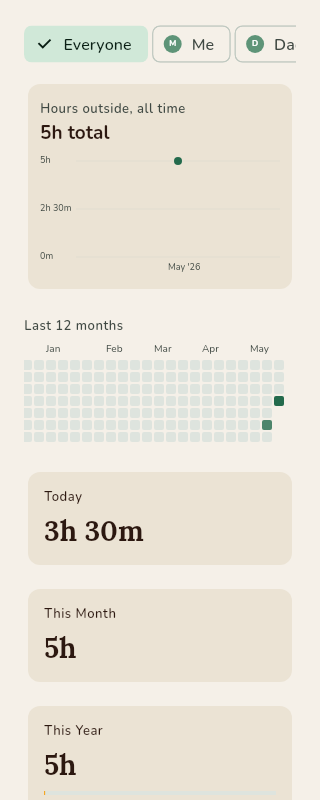 Everyone
M Me
D Da
Hours outside, all time
5h total
5h
2h 30m
0m
May '26
Last 12 months
Jan Feb Mar Apr May
Today
3h 30m
This Month
5h
This Year
5h